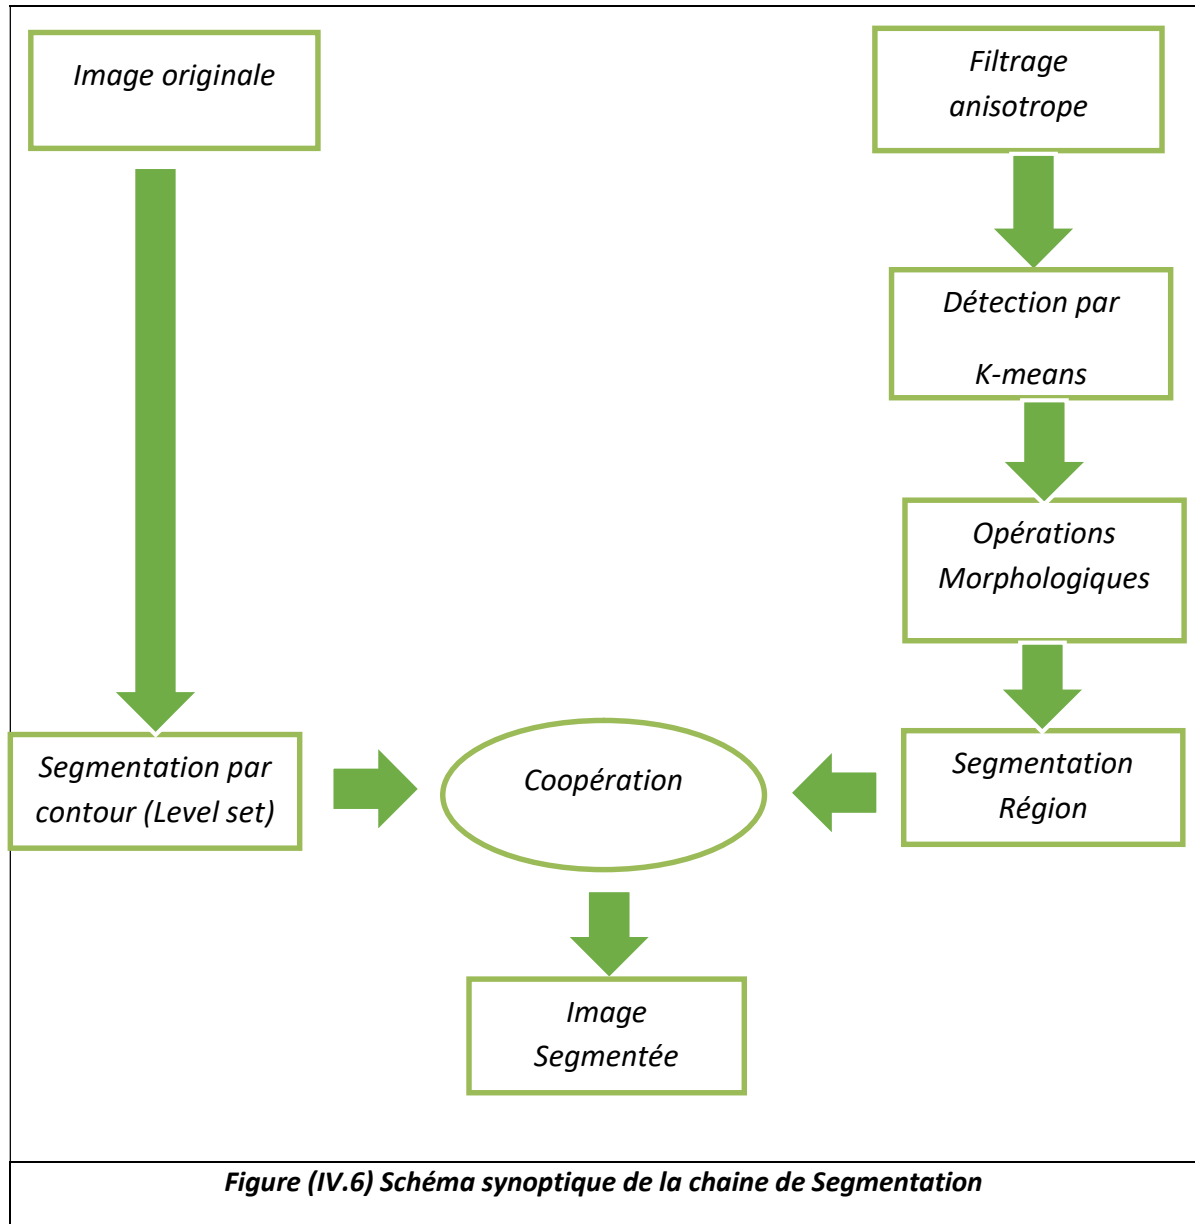 Image originale
Filtrage
anisotrope
Détection par
K-means
Opérations
Morphologiques
Segmentation par
contour (Level set)
Coopération
Segmentation
Région
Image
Segmentée
Figure (IV.6) Schéma synoptique de la chaine de Segmentation